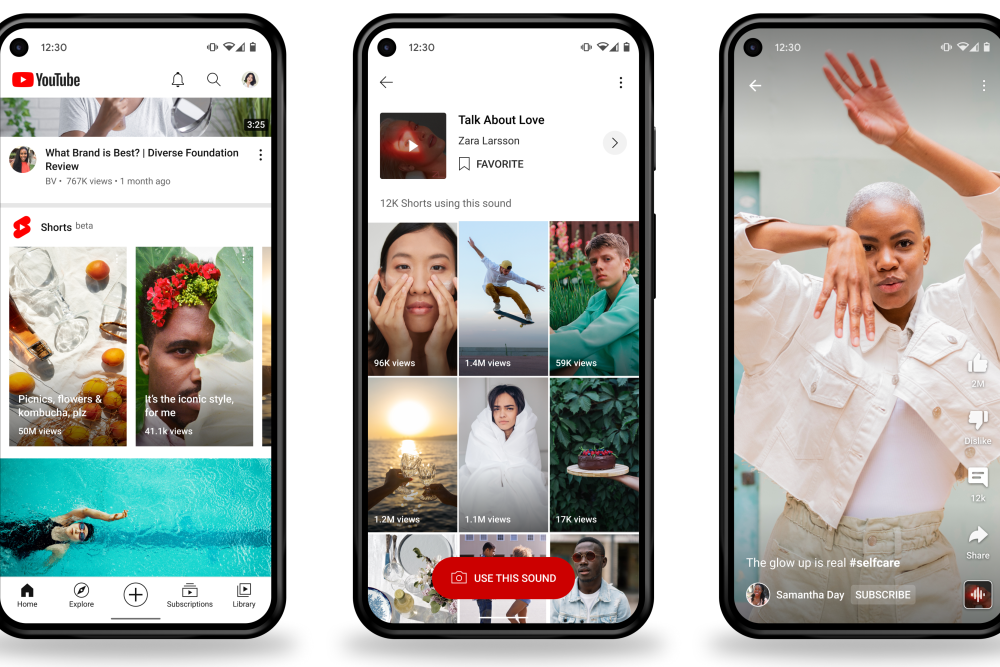 12:30
YouTube
3:25
What Brand is Best? | Diverse Foundation
Review
BV • 767K views • 1 month ago
Shorts beta
Picnics, flowers &
kombucha, plz
50M views
It's the iconic style,
for me
41.1k views
Home
Explore
Subscriptions
Library
12:30
Talk About Love
Zara Larsson
FAVORITE
12K Shorts using this sound
96K views
1.4M views
59K views
1.2M views
1.1M views
17K views
USE THIS SOUND
12:30
2M
Dislike
12k
Share
The glow up is real #selfcare
Samantha Day SUBSCRIBE